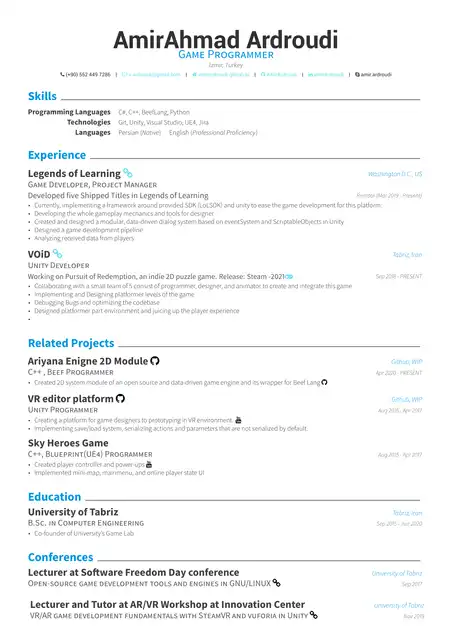 AmirAhmad Ardroudi
Game Programmer
Izmir, Turkey
(+90) 552 449 7286 | amir.ardroudi
Skills
Programming Languages C#, C++, BeefLang, Python
Technologies Git, Unity, Visual Studio, UE4, Jira
Languages Persian (Native) English (Professional Proficiency)
Experience
Legends of Learning Washington D.C., US
Game Developer, Project Manager
Developed five Shipped Titles in Legends of Learning Remote (Mar 2019 - Present)
• Currently, implementing a framework around provided SDK (LoLSDK) and unity to ease the game development for this platform.
• Developing the whole gameplay mechanics and tools for designer
• Created and designed a modular, data-driven dialog system based on eventSystem and ScriptableObjects in Unity
• Designed a game development pipeline
• Analyzing received data from players
VOiD Tabriz, Iran
Unity Developer
Working on Pursuit of Redemption, an indie 2D puzzle game. Release: Steam -2021 Sep 2018 - PRESENT
• Collaborating with a small team of 5 consist of programmer, designer, and animator to create and integrate this game
• Implementing and Designing platformer levels of the game
• Debugging Bugs and optimizing the codebase
• Designed platformer part environment and juicing up the player experience
•
Related Projects
Ariyana Enigne 2D Module Github, WIP
C++ , Beef Programmer Apr 2020 - PRESENT
• Created 2D system module of an open source and data-driven game engine and its wrapper for Beef Lang
VR editor platform Github, WIP
Unity Programmer Aug 2016 - Apr 2017
• Creating a platform for game designers to prototyping in VR environment.
• Implementing save/load system, serializing actions and parameters that are not serializable by default.
Sky Heroes Game
C++, Blueprint(UE4) Programmer Aug 2015 - Apr 2017
• Created player controller and power-ups
• Implemented mini-map, mainmenu, and online player state UI
Education
University of Tabriz Tabriz, Iran
B.Sc. in Computer Engineering
• Co-founder of University's Game Lab
Conferences
Lecturer at Software Freedom Day conference University of Tabriz
Open-source game development tools and engines in GNU/LINUX Sep 2017
Lecturer and Tutor at AR/VR Workshop at Innovation Center university of Tabriz
VR/AR game development fundamentals with SteamVR and vuforia in Unity Nov 2019